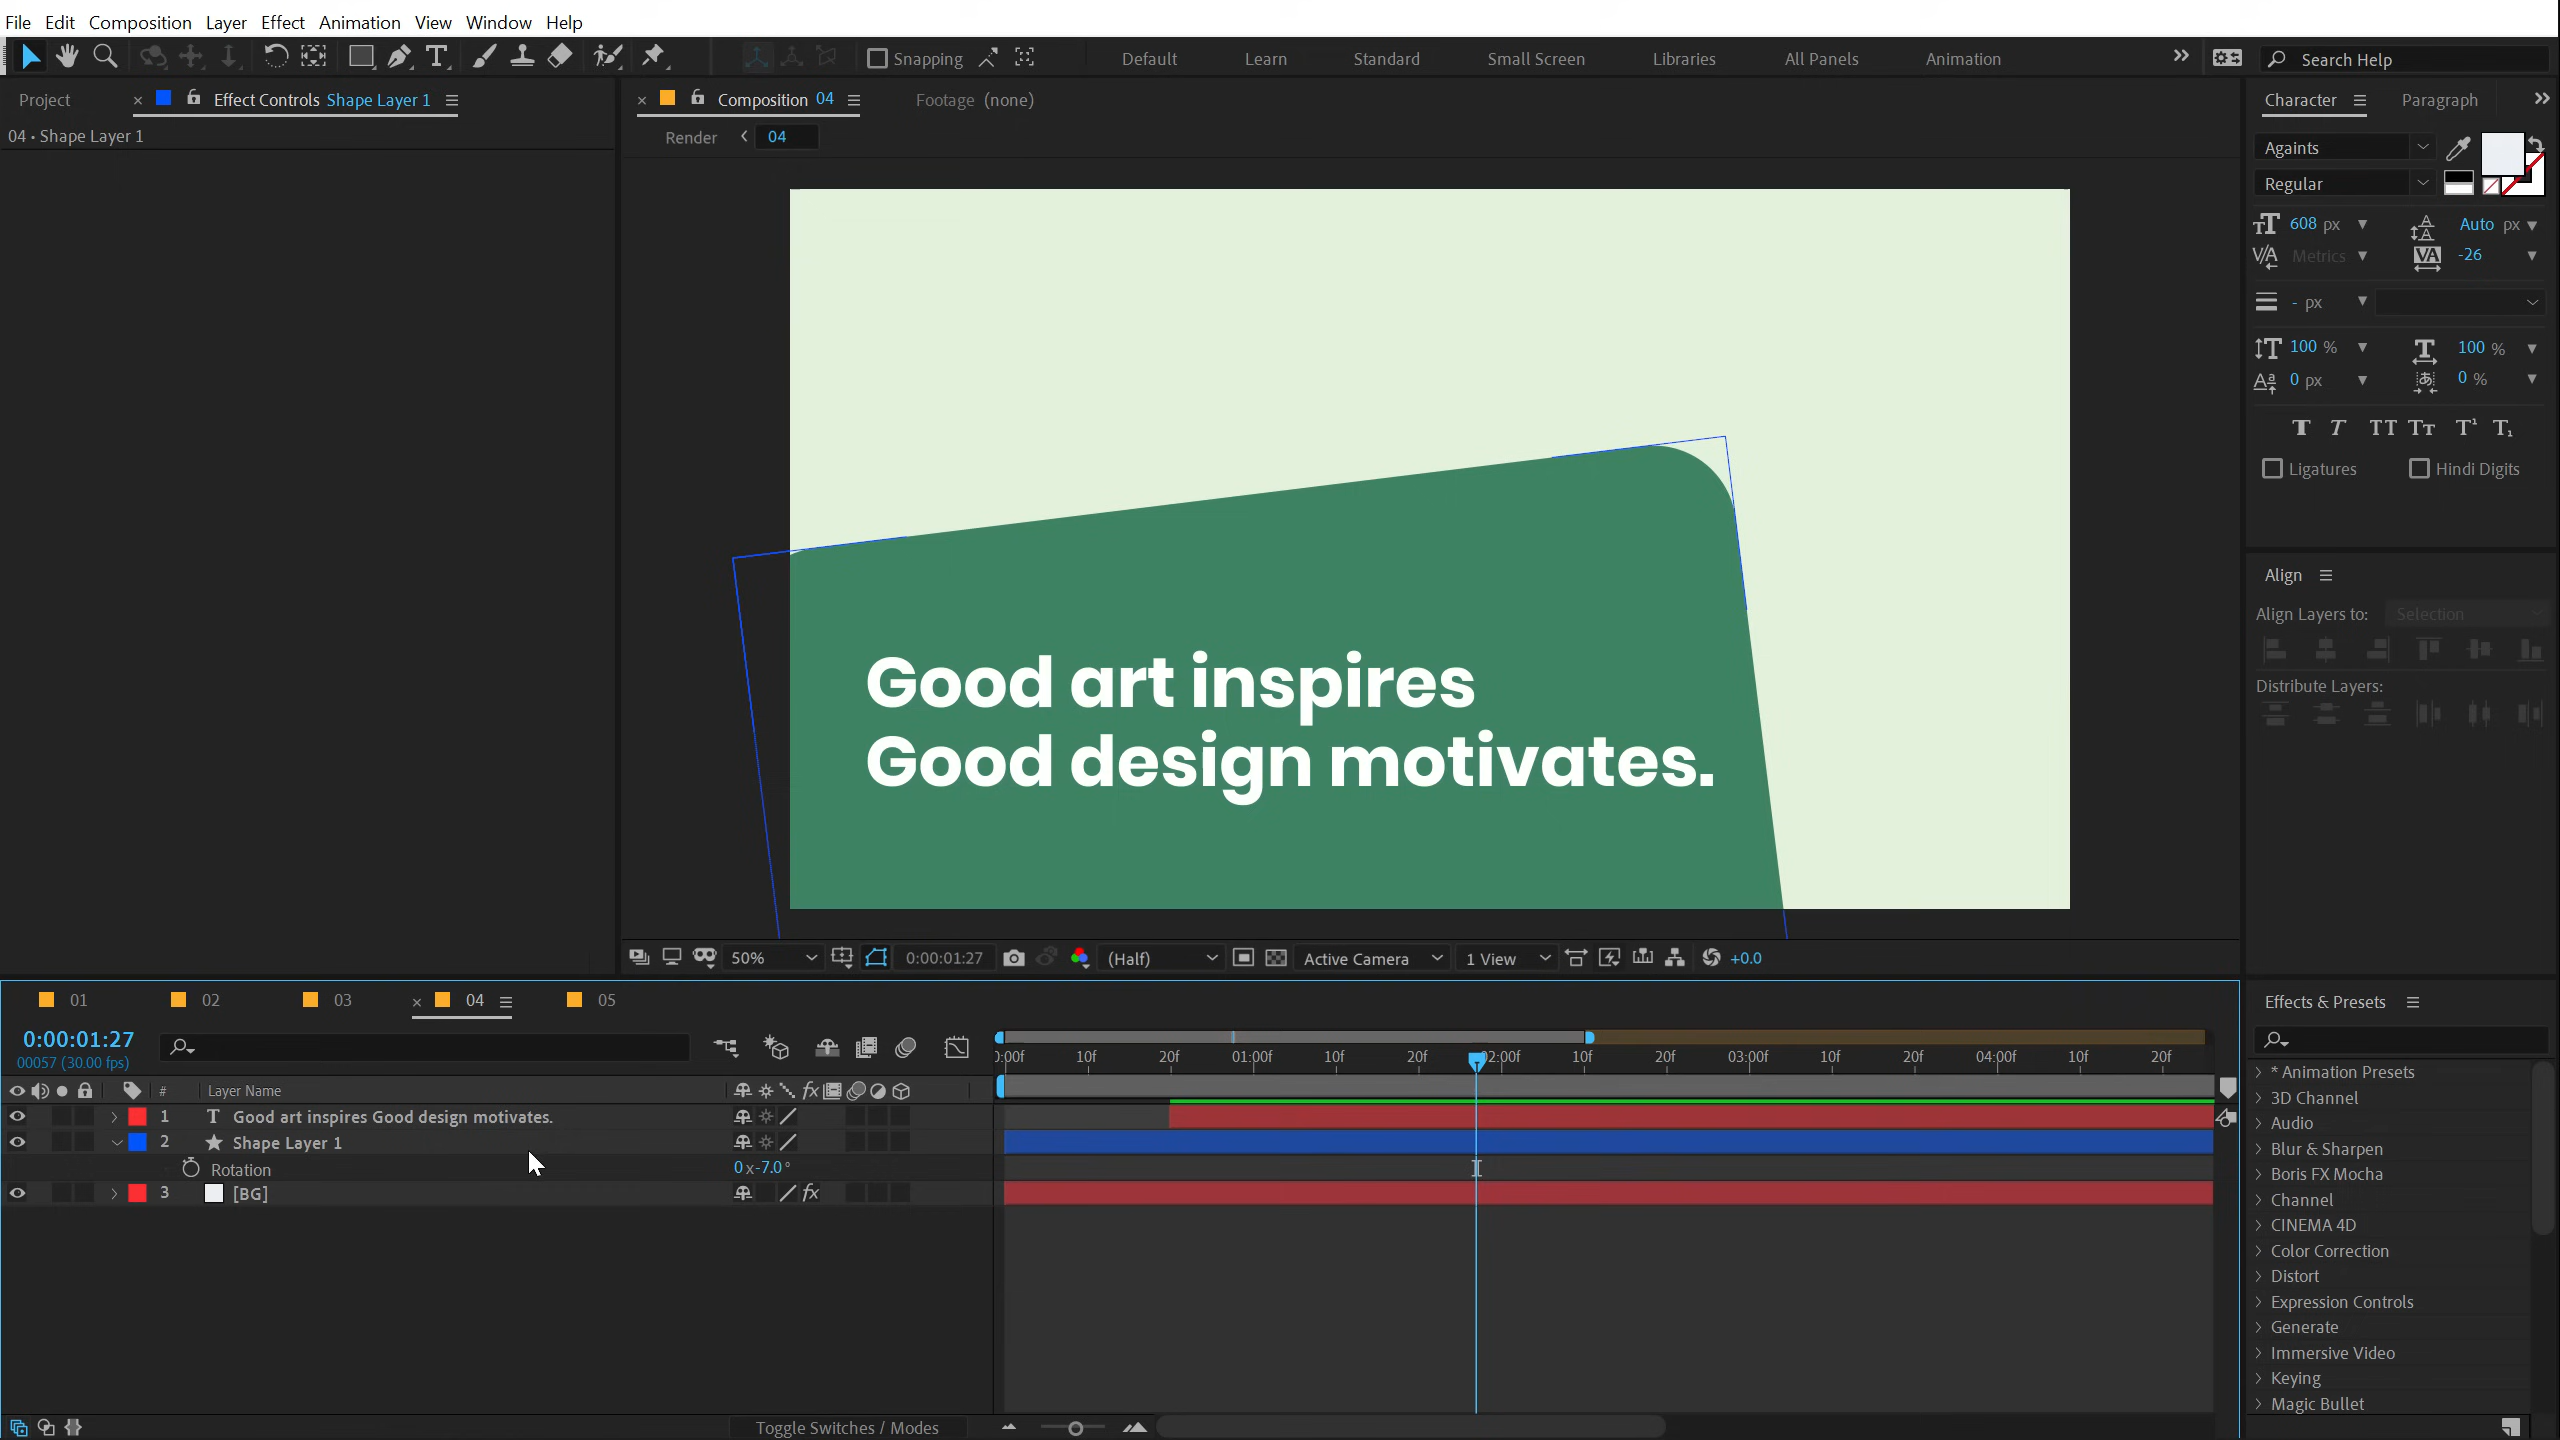 File Edit Composition Layer Effect Animation View Window Help
Snapping Default Learn Standard Small Screen Libraries All Panels Animation Search Help
Project Effect Controls Shape Layer 1
04 • Shape Layer 1
Composition 04 Footage (none)
Render 04
Good art inspires
Good design motivates.
50% 0:00:01:27 (Half) Active Camera 1 View +0.0
Character Paragraph
Againts
Regular
608 px Auto px
Metrics -26
- px
100 % 100 %
0 px 0 %
Ligatures Hindi Digits
Align
Align Layers to: Selection
Distribute Layers:
01 02 03 04 05
0:00:01:27
00057 (30.00 fps)
# Layer Name
1 Good art inspires Good design motivates.
2 Shape Layer 1
Rotation 0 x-7.0°
3 [BG]
0:00f 10f 20f 01:00f 10f 20f 02:00f 10f 20f 03:00f 10f 20f 04:00f 10f 20f
Toggle Switches / Modes
Effects & Presets
* Animation Presets
3D Channel
Audio
Blur & Sharpen
Boris FX Mocha
Channel
CINEMA 4D
Color Correction
Distort
Expression Controls
Generate
Immersive Video
Keying
Magic Bullet